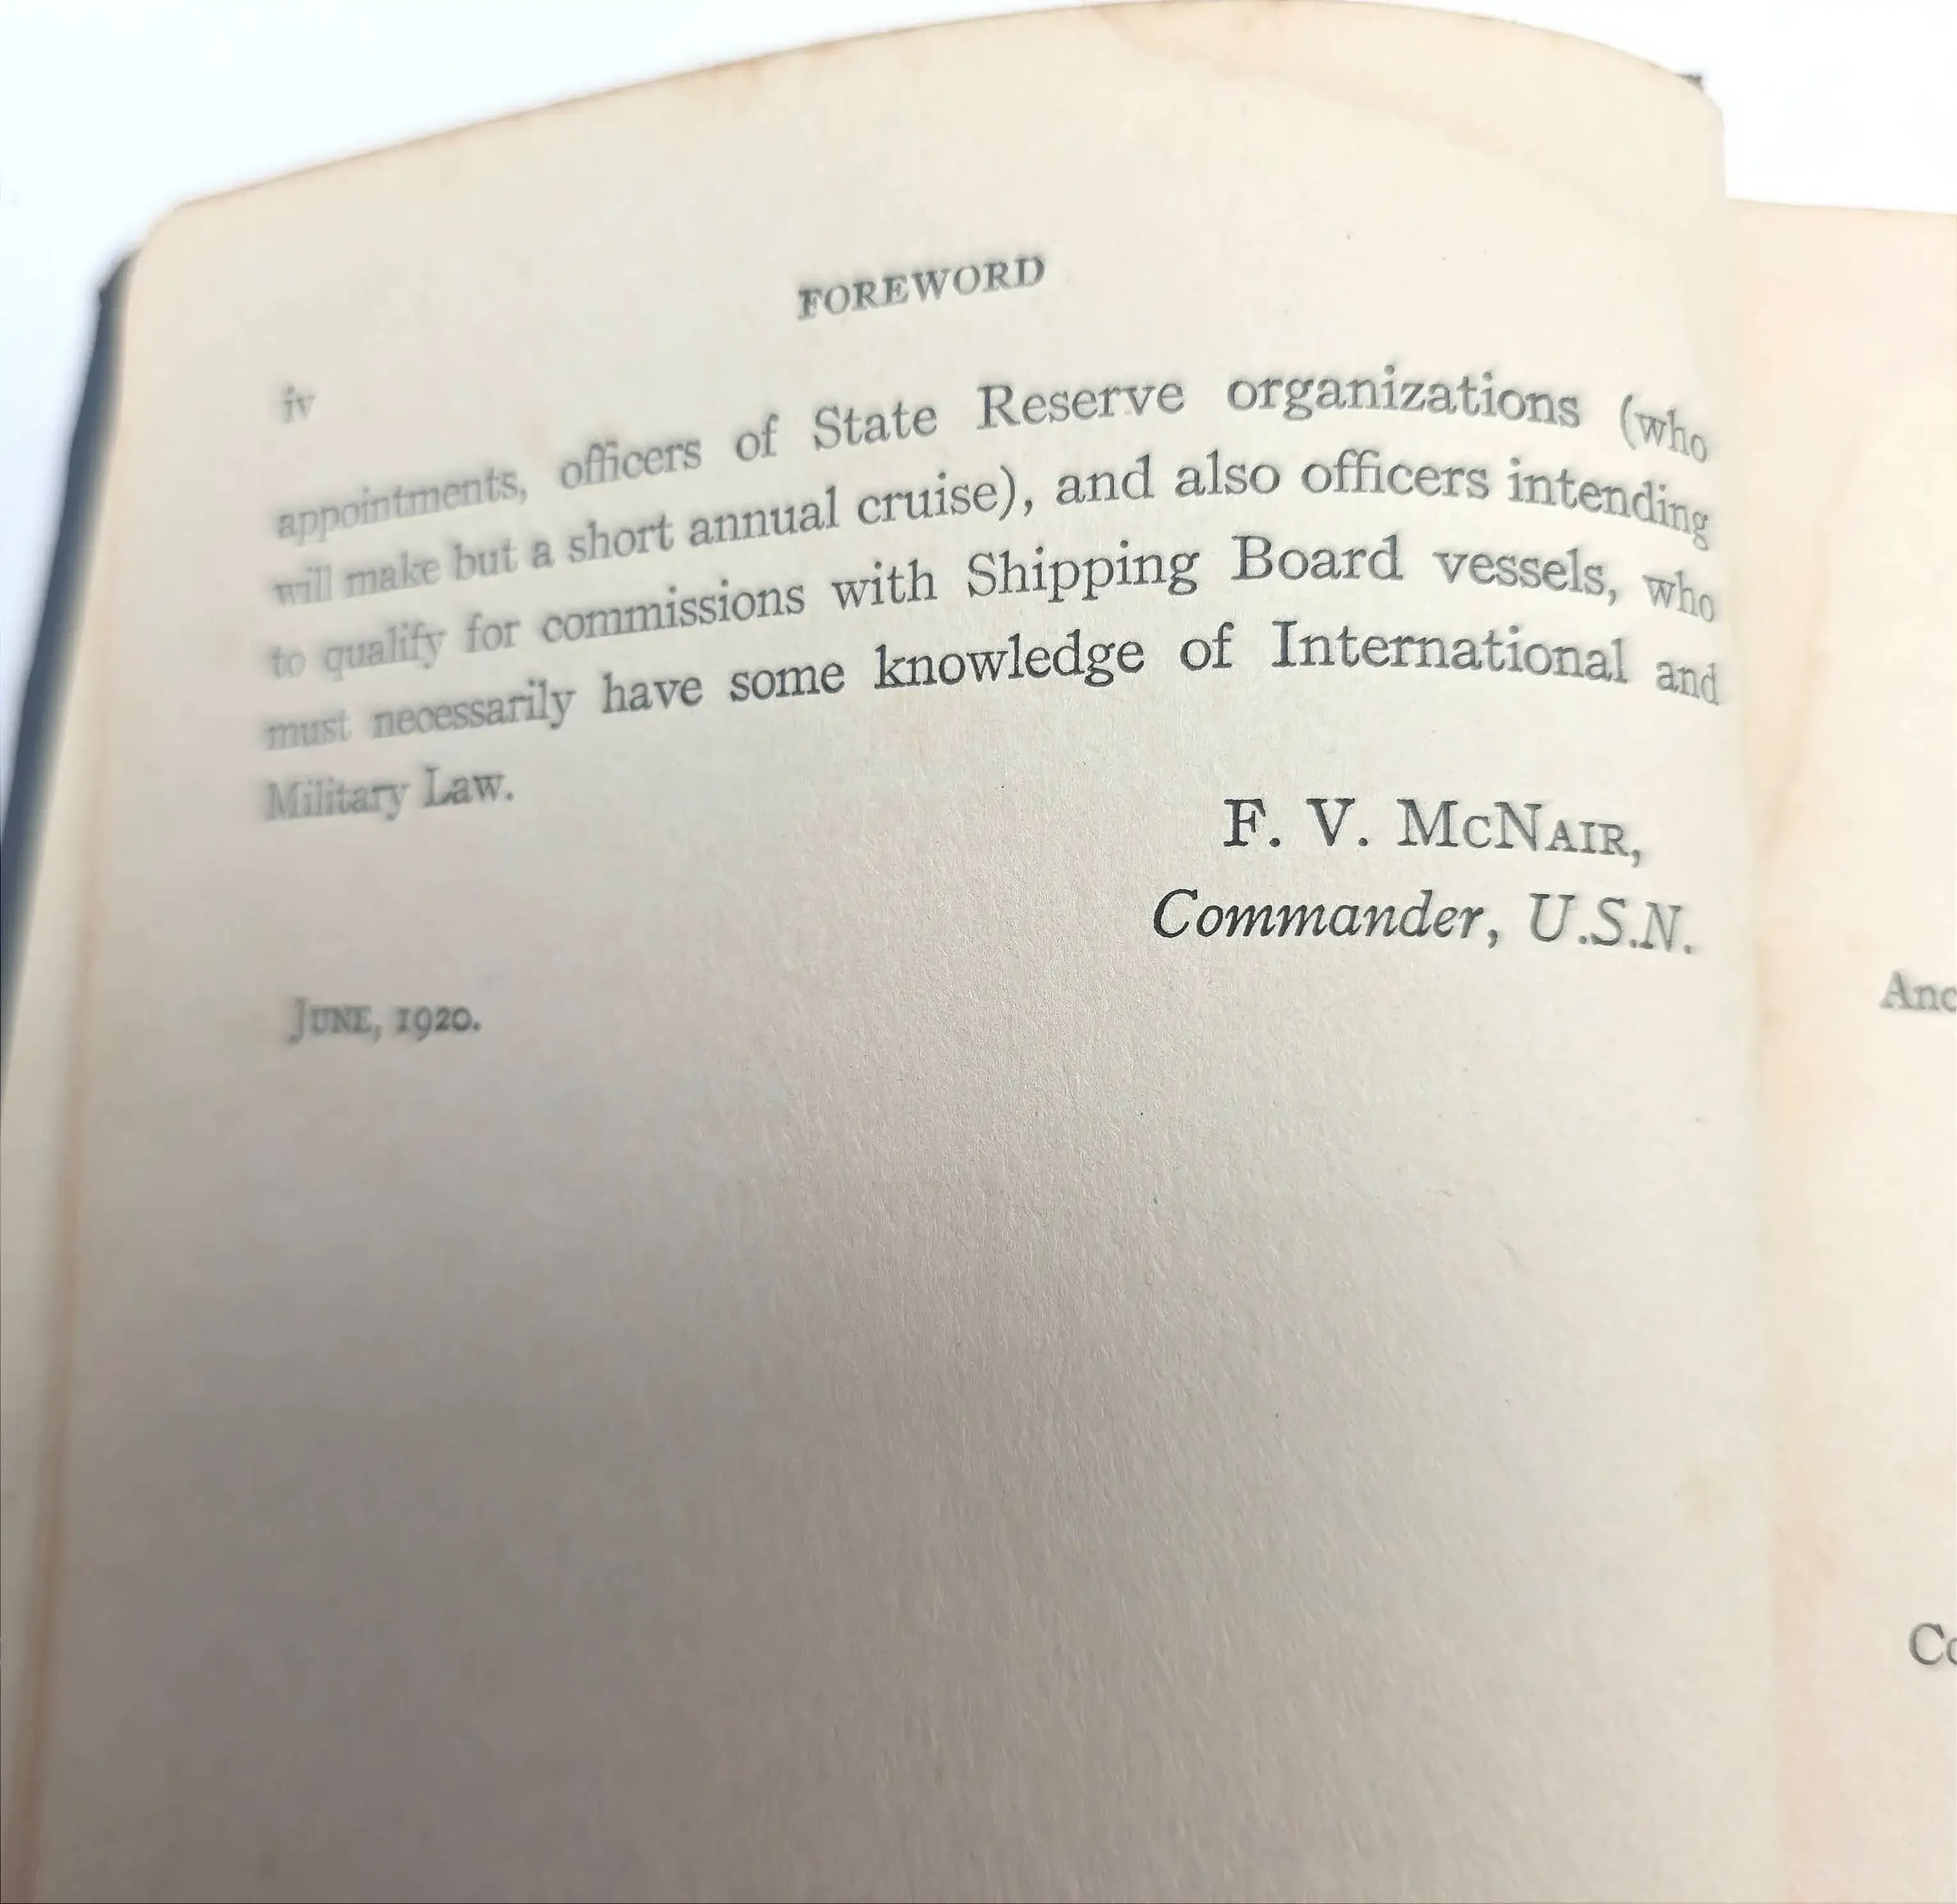 FOREWORD
iv
appointments, officers of State Reserve organizations (who
will make but a short annual cruise), and also officers intending
to qualify for commissions with Shipping Board vessels, who
must necessarily have some knowledge of International and
Military Law.
F. V. McNair,
Commander, U.S.N.
June, 1920.